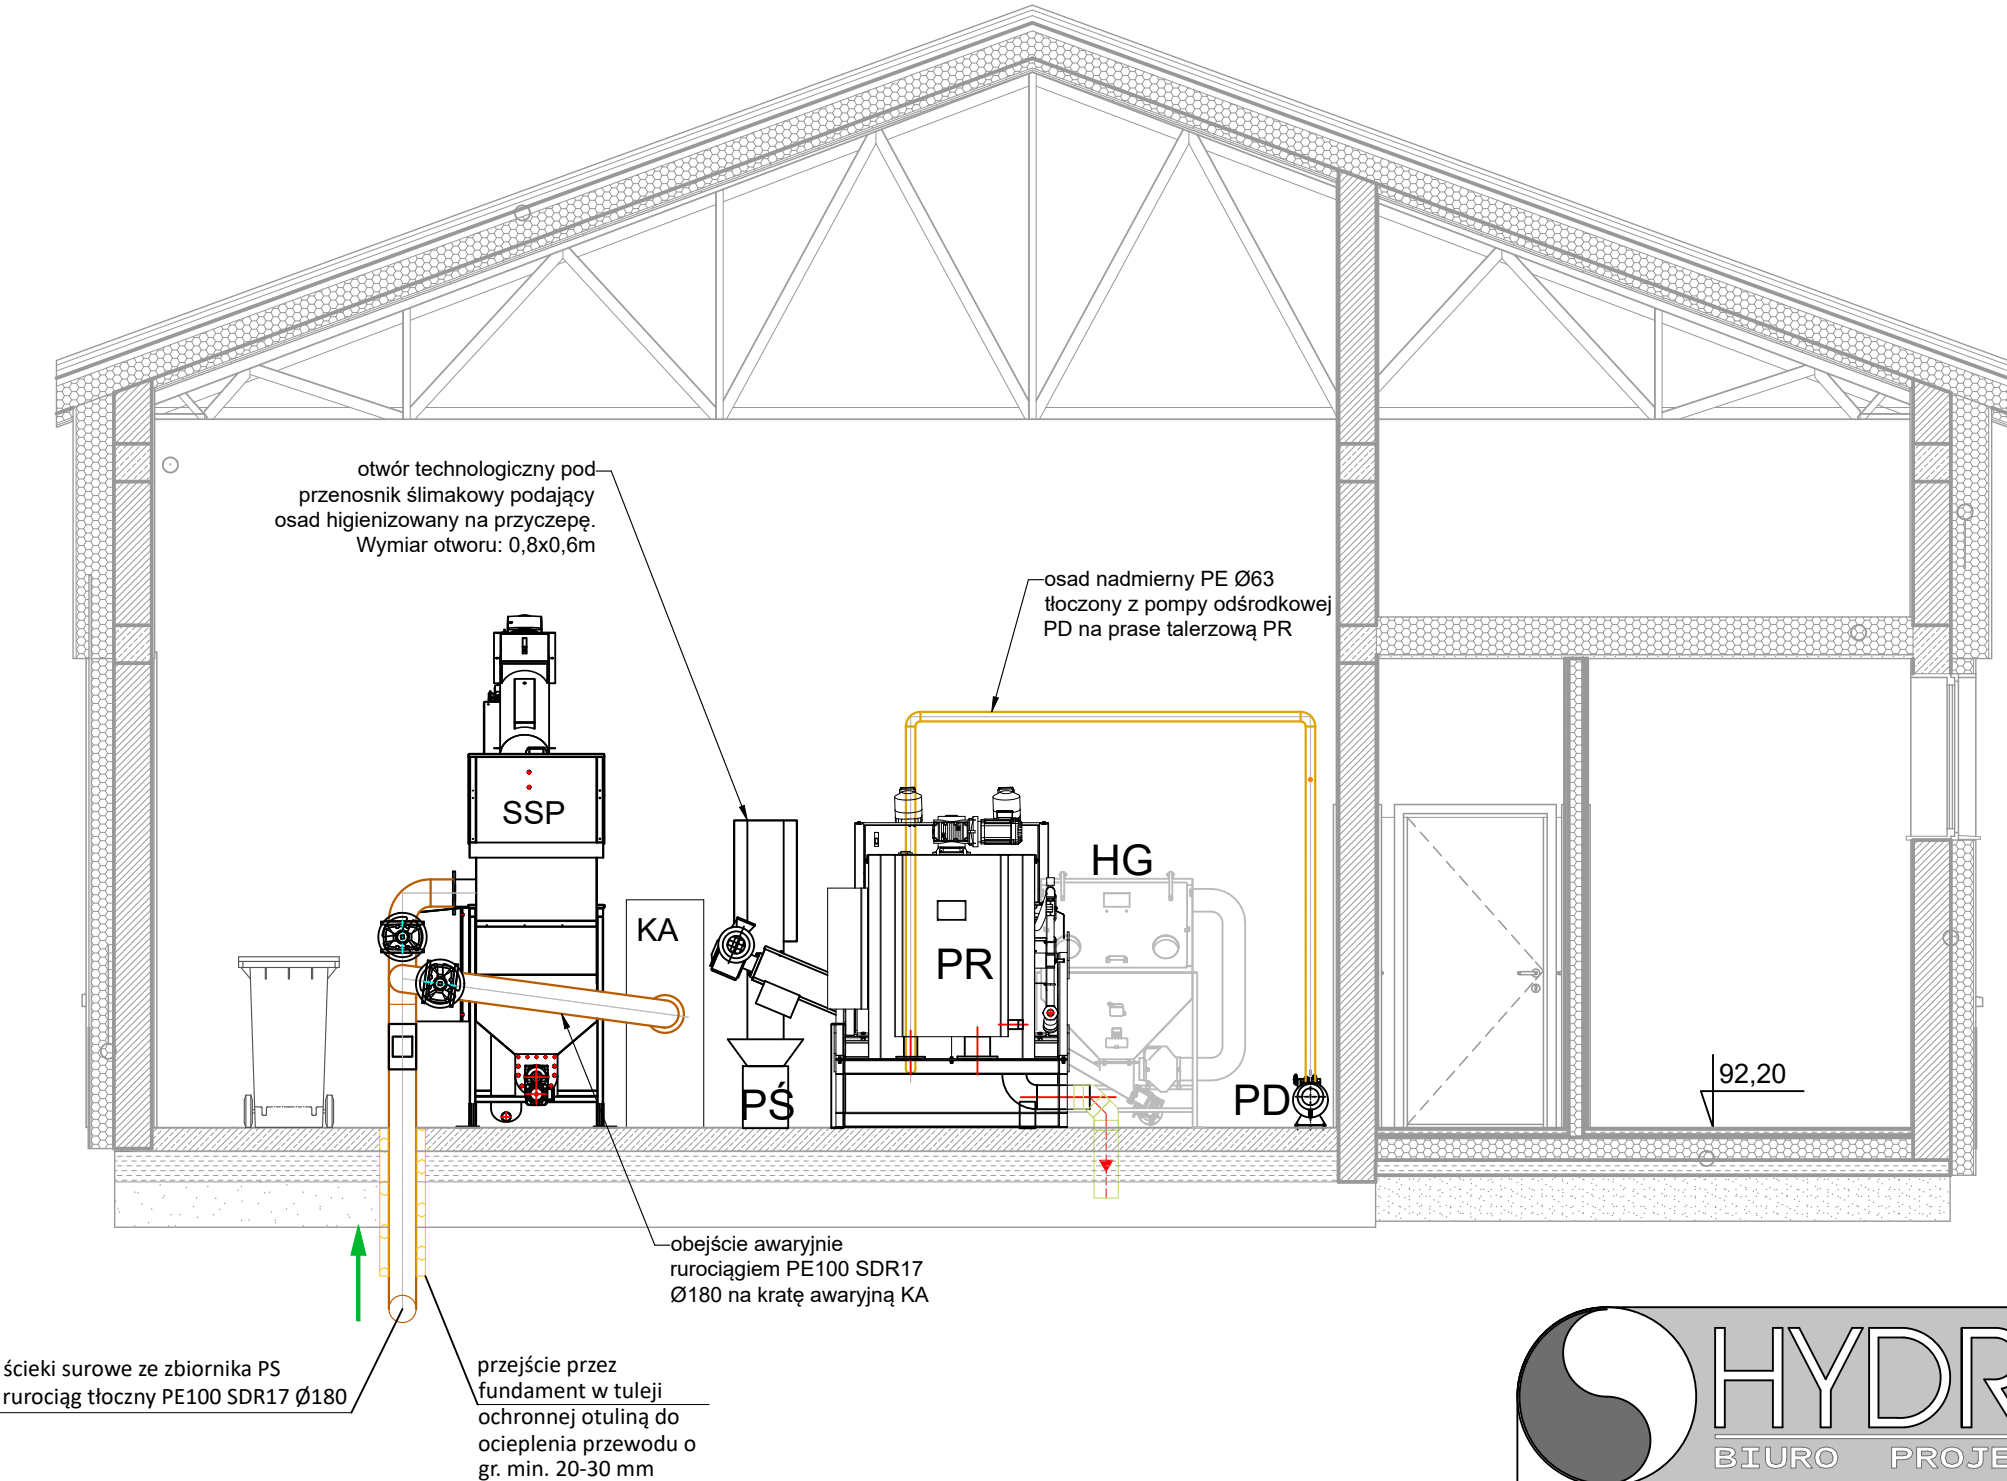 otwór technologiczny pod
przenosnik ślimakowy podający
osad higienizowany na przyczepę.
Wymiar otworu: 0,8x0,6m
osad nadmierny PE Ø63
tłoczony z pompy odśrodkowej
PD na prase talerzową PR
SSP
HG
KA
PR
PŚ
PD
92,20
obejście awaryjnie
rurociągiem PE100 SDR17
Ø180 na kratę awaryjną KA
ścieki surowe ze zbiornika PS
rurociąg tłoczny PE100 SDR17 Ø180
przejście przez
fundament w tuleji
ochronnej otuliną do
ocieplenia przewodu o
gr. min. 20-30 mm
HYDR
BIURO PROJE